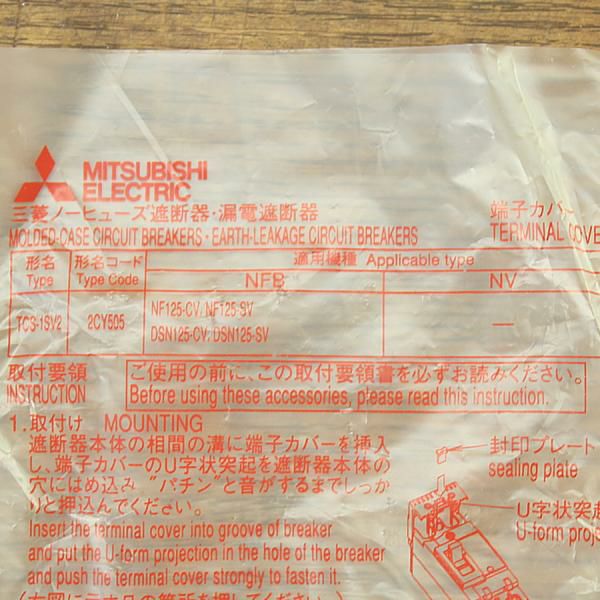 MITSUBISHI
ELECTRIC
三菱ノーヒューズ遮断器・漏電遮断器
端子カバー
MOLDED-CASE CIRCUIT BREAKERS・EARTH-LEAKAGE CIRCUIT BREAKERS
TERMINAL COVE
形名
Type
形名コード
Type Code
適用機種 Applicable type
NFB
NV
TCS-1SV2
2CY505
NF125-CV, NF125-SV
DSN125-CV, DSN125-SV
—
取付要領
INSTRUCTION
ご使用の前に、この取付要領書を必ずお読みください。
Before using these accessories, please read this instruction.
1.取付け MOUNTING
遮断器本体の相間の溝に端子カバーを挿入
し、端子カバーのU字状突起を遮断器本体の
穴にはめ込み "パチン"と音がするまでしっか
りと押込んでください。
Insert the terminal cover into groove of breaker
and put the U-form projection in the hole of the breaker
and push the terminal cover strongly to fasten it.
封印プレート
sealing plate
U字状突起
U-form proje